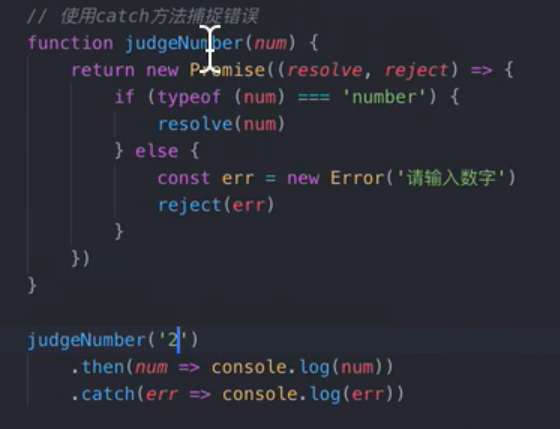 // 使用catch方法捕捉错误
function judgeNumber(num) {
return new Promise((resolve, reject) => {
if (typeof (num) === 'number') {
resolve(num)
} else {
const err = new Error('请输入数字')
reject(err)
}
})
}
judgeNumber('2')
.then(num => console.log(num))
.catch(err => console.log(err))